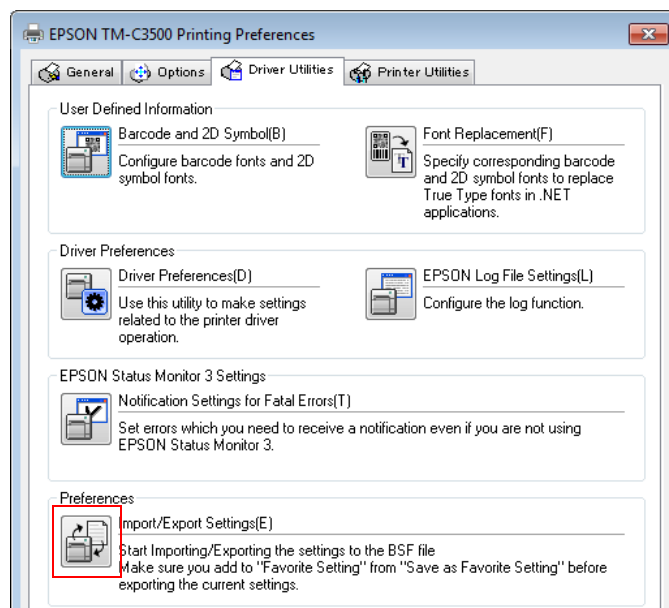 EPSON TM-C3500 Printing Preferences
General Options Driver Utilities Printer Utilities
User Defined Information
Barcode and 2D Symbol(B)
Configure barcode fonts and 2D
symbol fonts.
Font Replacement(F)
Specify corresponding barcode
and 2D symbol fonts to replace
True Type fonts in .NET
applications.
Driver Preferences
Driver Preferences(D)
Use this utility to make settings
related to the printer driver
operation.
EPSON Log File Settings(L)
Configure the log function.
EPSON Status Monitor 3 Settings
Notification Settings for Fatal Errors(T)
Set errors which you need to receive a notification even if you are not using
EPSON Status Monitor 3.
Preferences
Import/Export Settings(E)
Start Importing/Exporting the settings to the BSF file
Make sure you add to "Favorite Setting" from "Save as Favorite Setting" before
exporting the current settings.